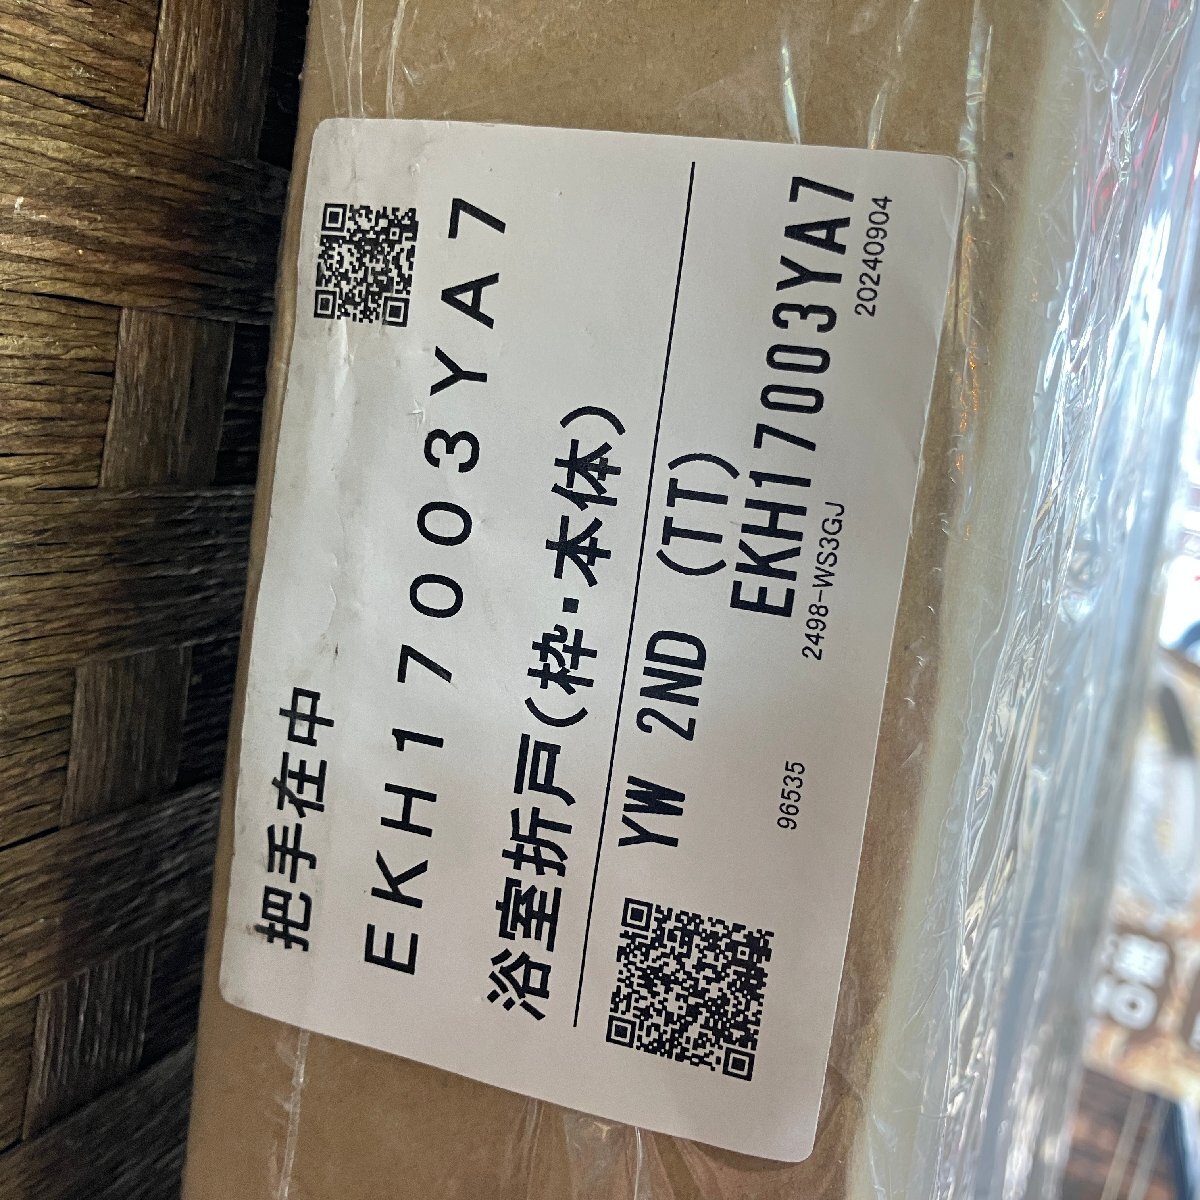 把手在中
EKH17003YA7
浴室折戸(枠・本体)
YW 2ND (TT)
EKH17003YA7
96535 2498-WS3GJ 20240904